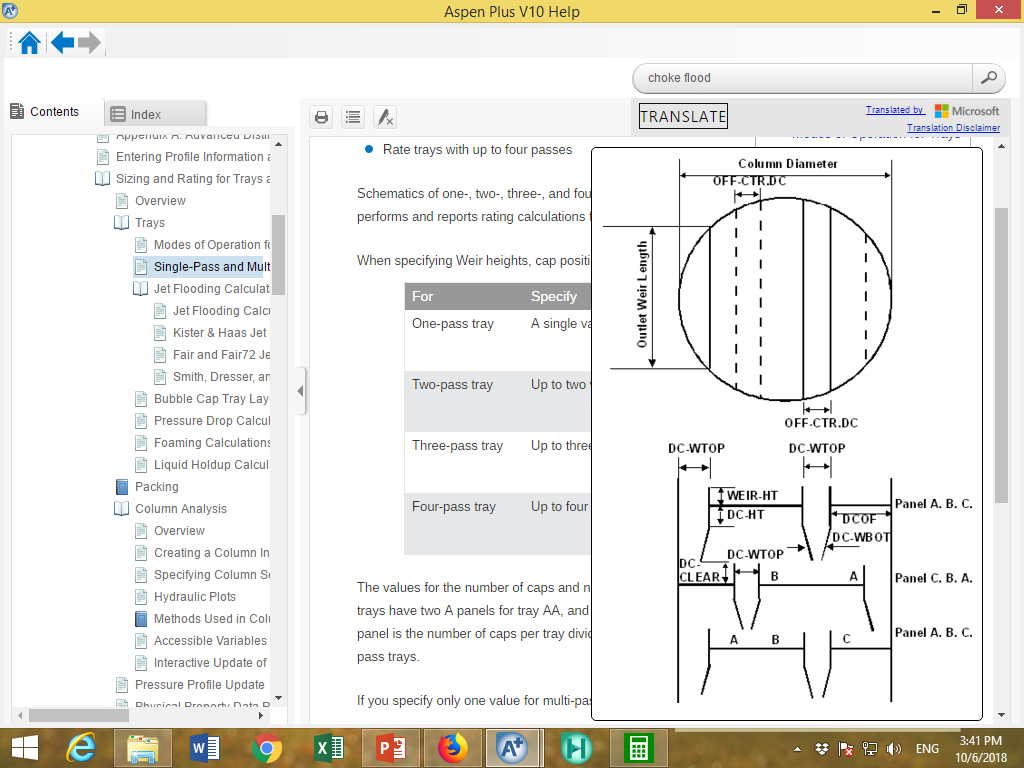 Aspen Plus V10 Help
choke flood
Contents
Index
TRANSLATE
Translated by
Microsoft
Translation Disclaimer
Appendix A: Advanced Disti
Entering Profile Information a
Sizing and Rating for Trays a
Overview
Trays
Modes of Operation fo
Single-Pass and Mult
Jet Flooding Calculat
Jet Flooding Calcu
Kister & Haas Jet
Fair and Fair72 Je
Smith, Dresser, an
Bubble Cap Tray Lay
Pressure Drop Calcul
Foaming Calculations
Liquid Holdup Calcul
Packing
Column Analysis
Overview
Creating a Column In
Specifying Column Se
Hydraulic Plots
Methods Used in Colu
Accessible Variables
Interactive Update of
Pressure Profile Update
Physical Property Data R
Modes of Operation for Trays
Rate trays with up to four passes
Schematics of one-, two-, three-, and fou
performs and reports rating calculations f
When specifying Weir heights, cap positi
For Specify
One-pass tray A single va
Two-pass tray Up to two v
Three-pass tray Up to three
Four-pass tray Up to four
The values for the number of caps and n
trays have two A panels for tray AA, and
panel is the number of caps per tray divid
pass trays.
If you specify only one value for multi-pas
Column Diameter
OFF-CTR.DC
Outlet Weir Length
OFF-CTR.DC
DC-WTOP DC-WTOP
WEIR-HT
Panel A. B. C.
DC-HT
DCOF
DC-WBOT
DC-WTOP
DC-
CLEAR
B A
Panel C. B. A.
A B C
Panel A. B. C.
ENG
3:41 PM
10/6/2018